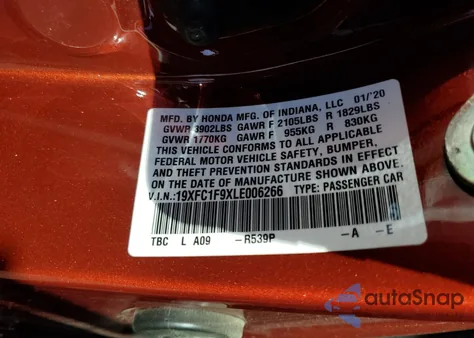 MFD. BY HONDA MFG. OF INDIANA, LLC 01/'20
GVWR 3902LBS GAWR F 2105LBS R 1829LBS
GVWR 1770KG GAWR F 955KG R 830KG
THIS VEHICLE CONFORMS TO ALL APPLICABLE
FEDERAL MOTOR VEHICLE SAFETY, BUMPER,
AND THEFT PREVENTION STANDARDS IN EFFECT
ON THE DATE OF MANUFACTURE SHOWN ABOVE.
V.I.N.:19XFC1F9XLE006266 TYPE: PASSENGER CAR
TBC L A09 -R539P -A -E
autoSnap